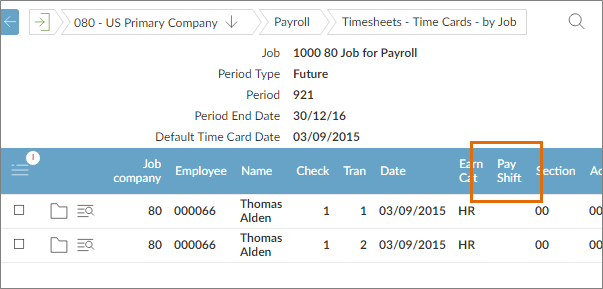 080 - US Primary Company Payroll Timesheets - Time Cards - by Job
Job 1000 80 Job for Payroll
Period Type Future
Period 921
Period End Date 30/12/16
Default Time Card Date 03/09/2015
Job Earn Pay
company Employee Name Check Tran Date Cat Shift Section
80 000066 Thomas Alden 1 1 03/09/2015 HR 00
80 000066 Thomas Alden 1 2 03/09/2015 HR 00